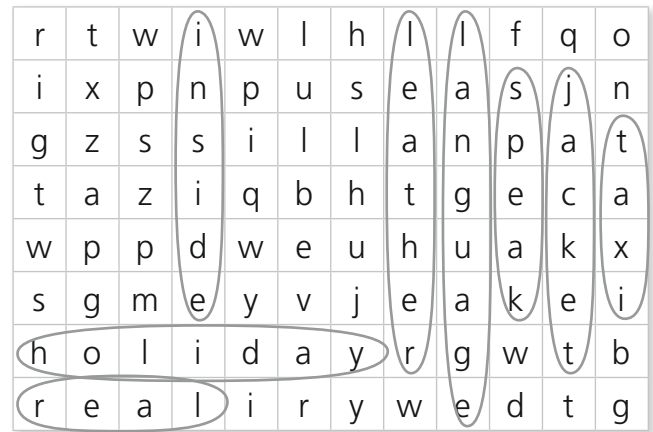 r t w i w l h l l f q o
i x p n p u s e a s j n
g z s s i l l a n p a t
t a z i q b h t g e c a
w p p d w e u h u a k x
s g m e y v j e a k e i
h o l i d a y r g w t b
r e a l i r y w e d t g